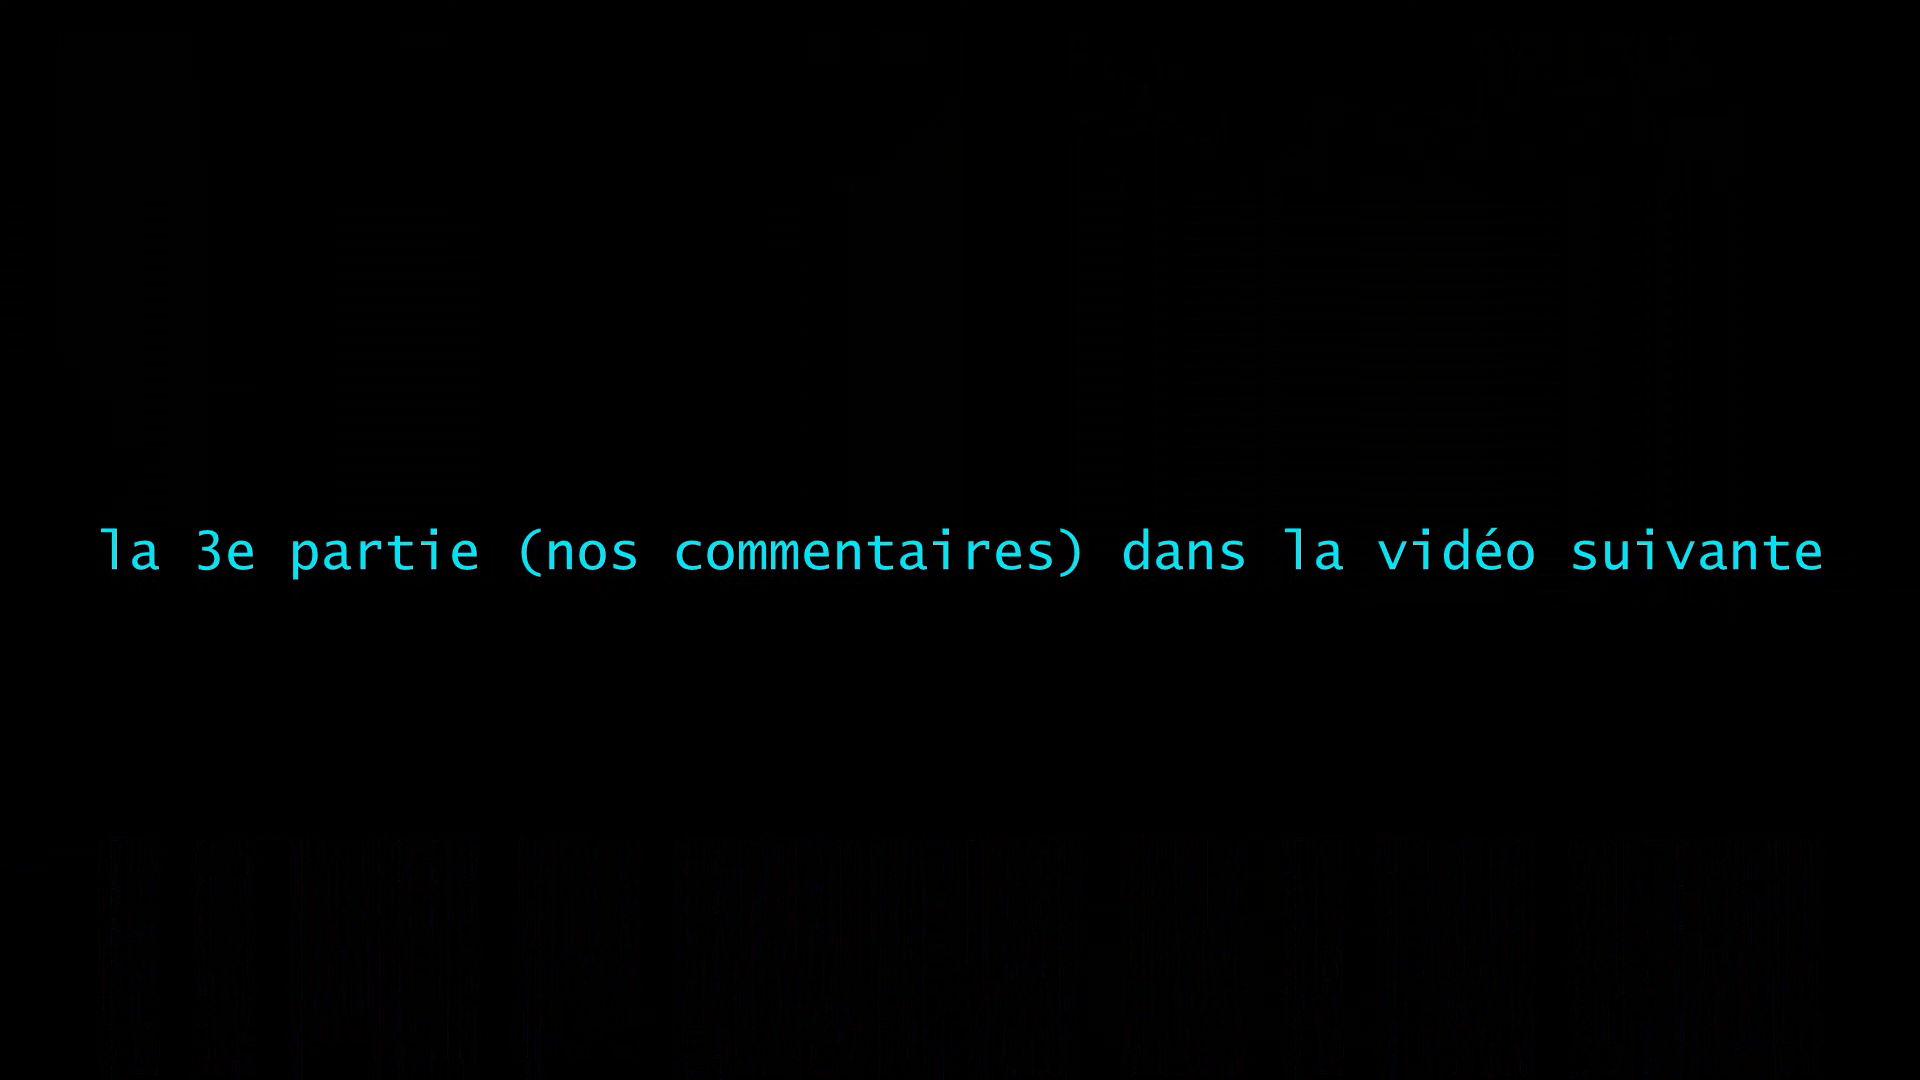 la 3e partie (nos commentaires) dans la vidéo suivante